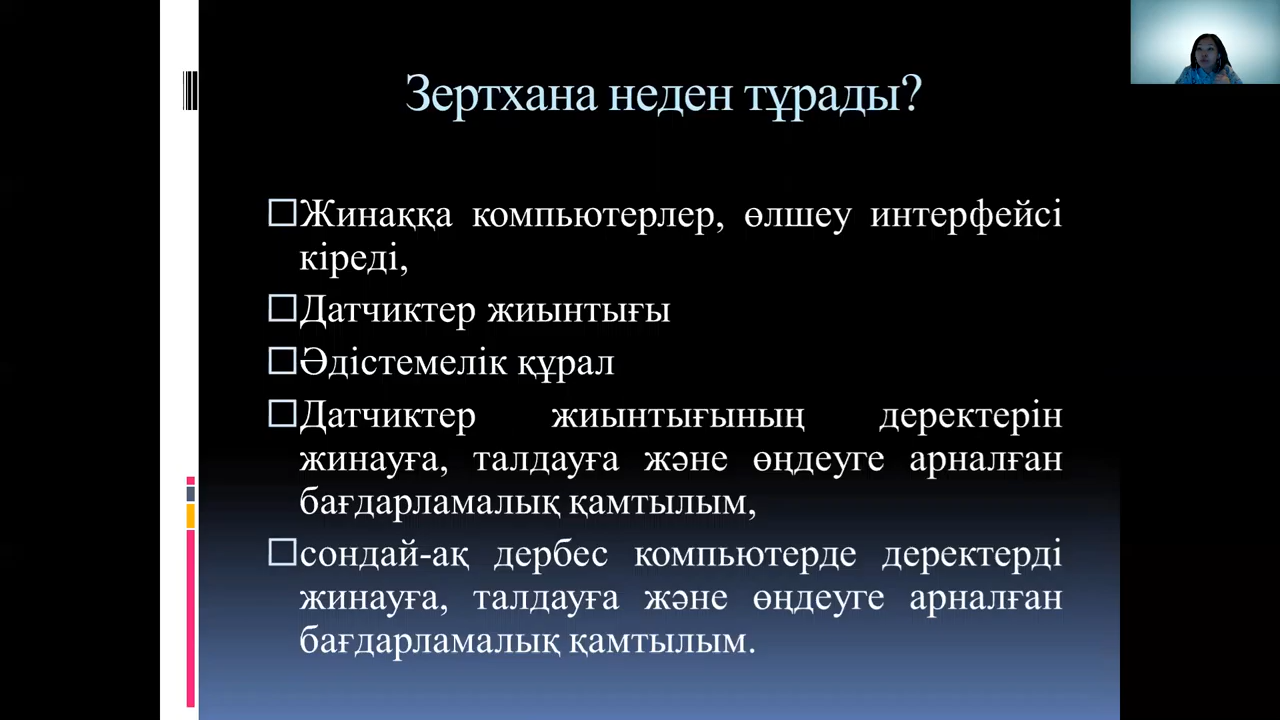 Зертхана неден тұрады?
Жинаққа компьютерлер, өлшеу интерфейсі
кіреді,
Датчиктер жиынтығы
Әдістемелік құрал
Датчиктер жиынтығының деректерін
жинауға, талдауға және өңдеуге арналған
бағдарламалық қамтылым,
сондай-ақ дербес компьютерде деректерді
жинауға, талдауға және өңдеуге арналған
бағдарламалық қамтылым.